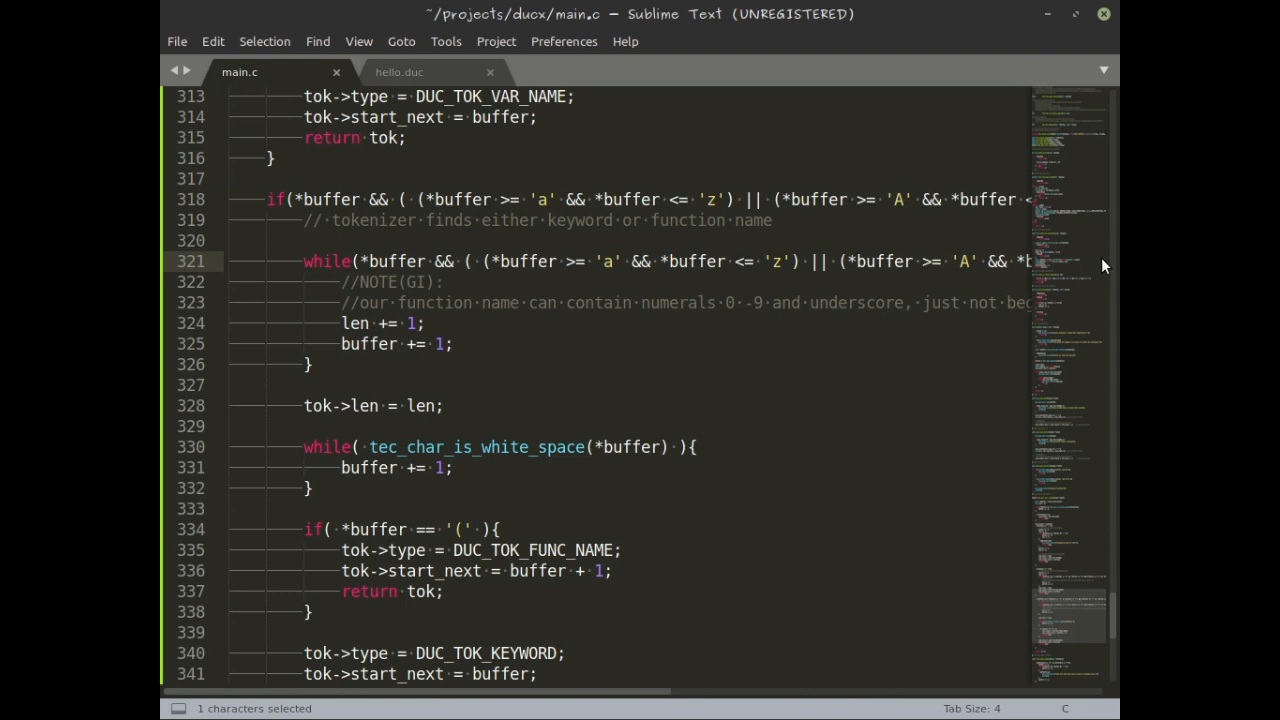 ~/projects/ducx/main.c — Sublime Text (UNREGISTERED)
File Edit Selection Find View Goto Tools Project Preferences Help
main.c hello.duc
313 tok->type = DUC_TOK_VAR_NAME;
314 tok->start_next = buffer;
315 return tok;
316 }
317
318 if(*buffer && ( (*buffer >= 'a' && *buffer <= 'z') || (*buffer >= 'A' && *buffer <
319 // tokenizer finds either keyword or function name
320
321 while(*buffer && ( (*buffer >= 'a' && *buffer <= 'z') || (*buffer >= 'A' && *b
322 //NOTE(GI):
323 // our function name can contain numerals 0 -9 and underscore, just not beg
324 len += 1;
325 buffer += 1;
326 }
327
328 tok->len = len;
329
330 while( tec_char_is_white_space(*buffer) ){
331 buffer += 1;
332 }
333
334 if( *buffer == '(' ){
335 tok->type = DUC_TOK_FUNC_NAME;
336 tok->start_next = buffer + 1;
337 return tok;
338 }
339
340 tok->type = DUC_TOK_KEYWORD;
341 tok->start_next = buffer;
1 characters selected Tab Size: 4 C